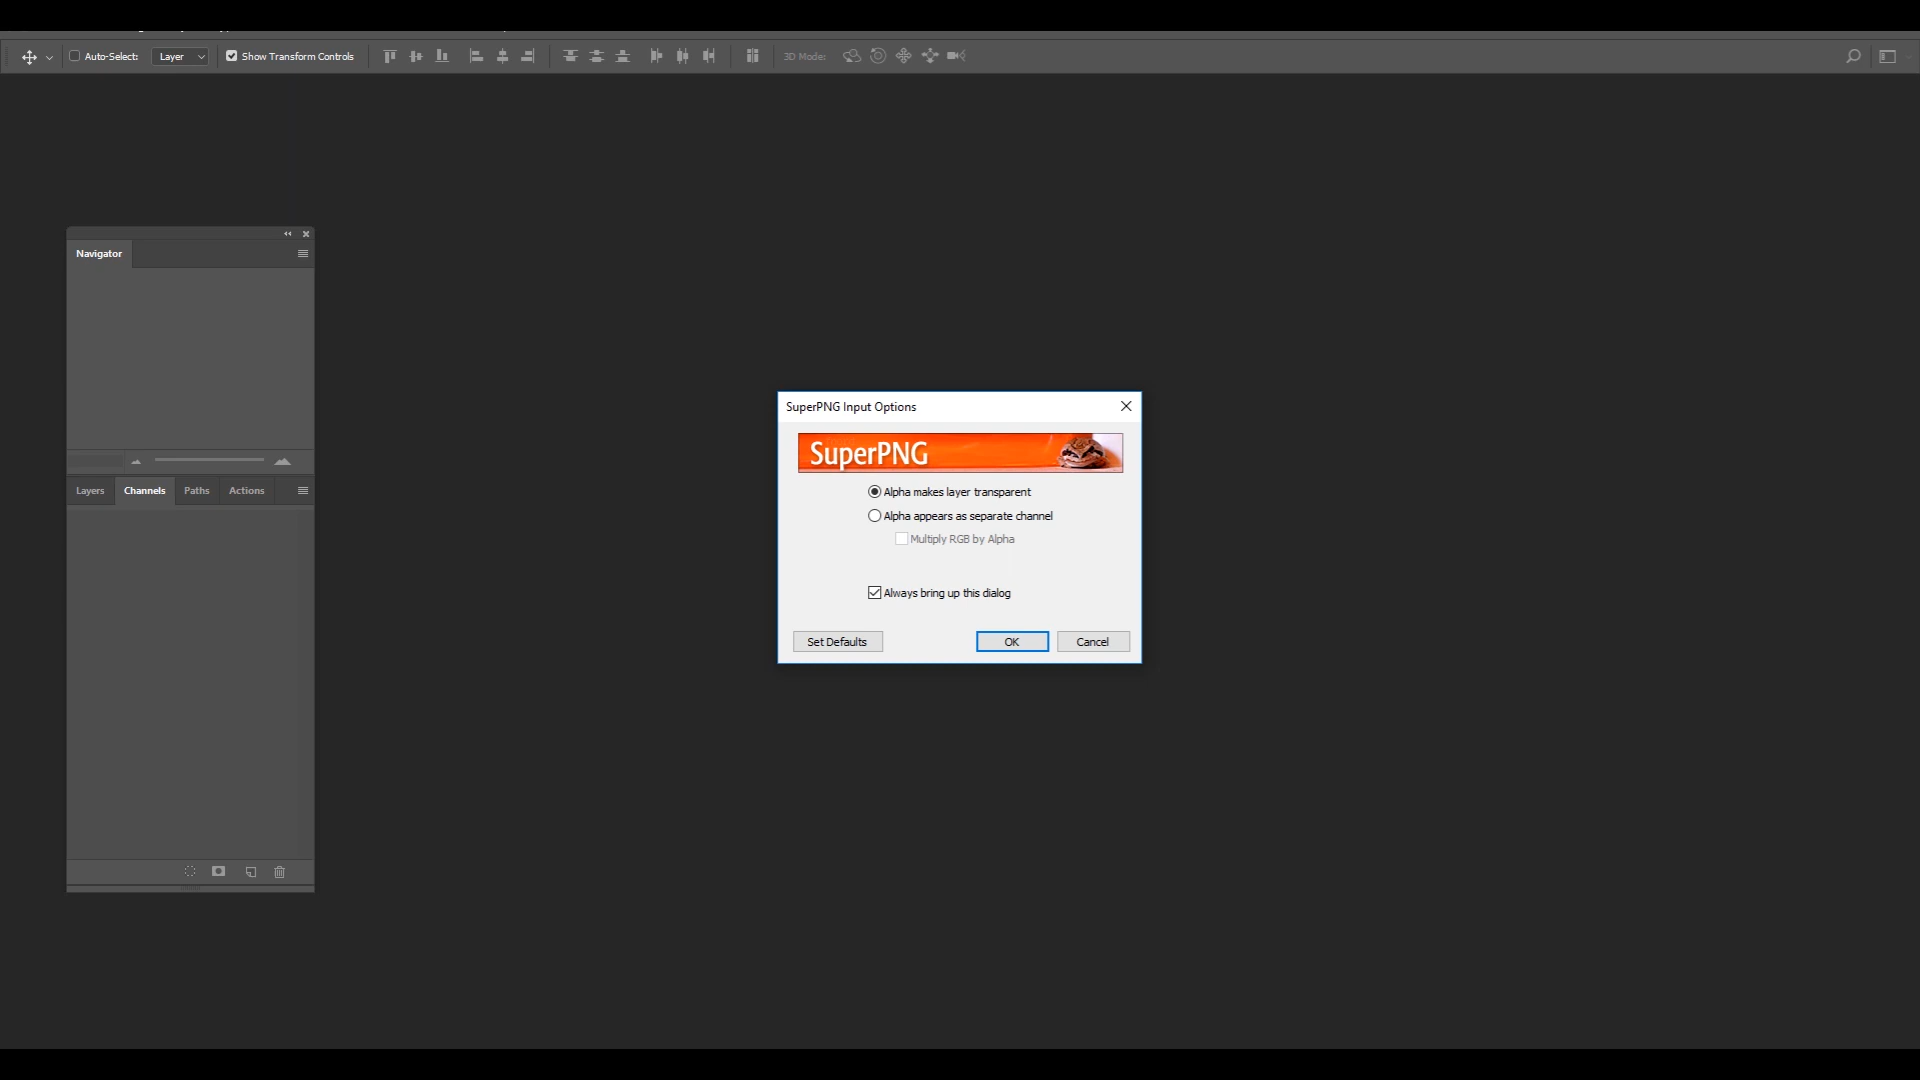 Auto-Select: Layer Show Transform Controls 3D Mode:
Navigator
Layers Channels Paths Actions
SuperPNG Input Options
SuperPNG
Alpha makes layer transparent
Alpha appears as separate channel
Multiply RGB by Alpha
Always bring up this dialog
Set Defaults OK Cancel